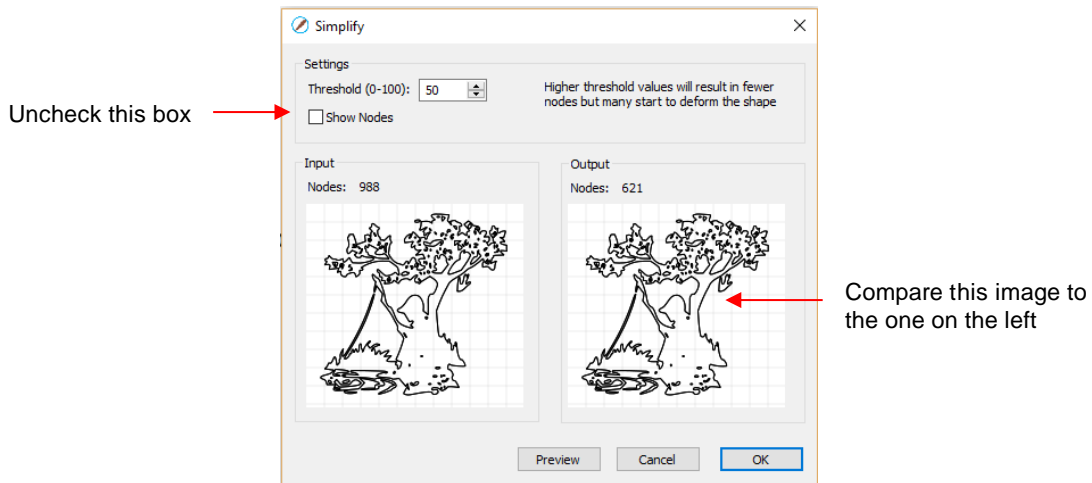 Simplify
Settings
Threshold (0-100): 50
Higher threshold values will result in fewer
nodes but many start to deform the shape
Uncheck this box
Show Nodes
Input
Nodes: 988
Output
Nodes: 621
Compare this image to
the one on the left
Preview
Cancel
OK